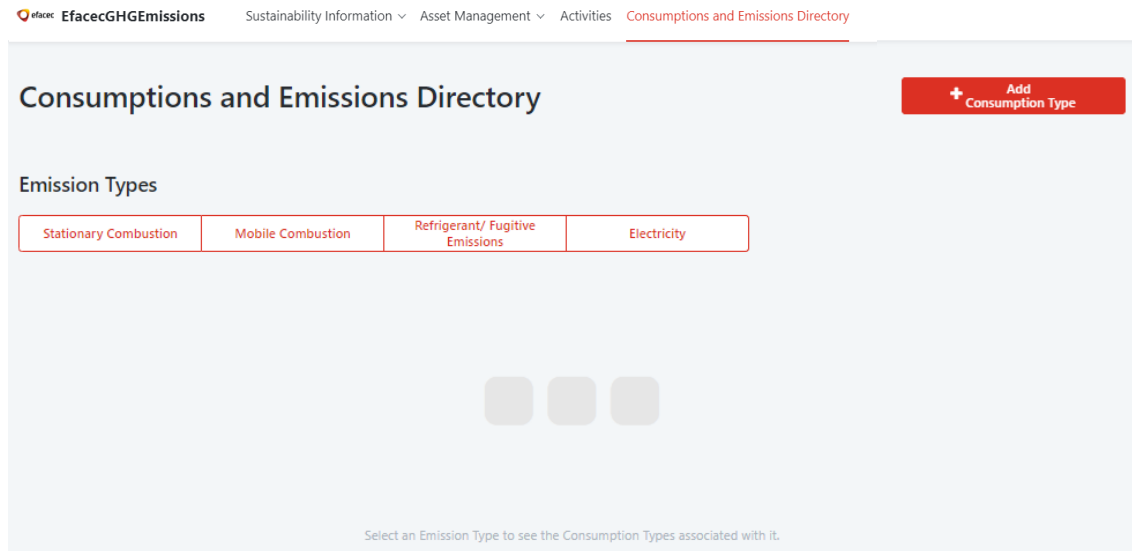 efacec EfacecGHGEmissions Sustainability Information Asset Management Activities Consumptions and Emissions Directory
Consumptions and Emissions Directory
Add
Consumption Type
Emission Types
Stationary Combustion Mobile Combustion Refrigerant/ Fugitive
Emissions Electricity
Select an Emission Type to see the Consumption Types associated with it.